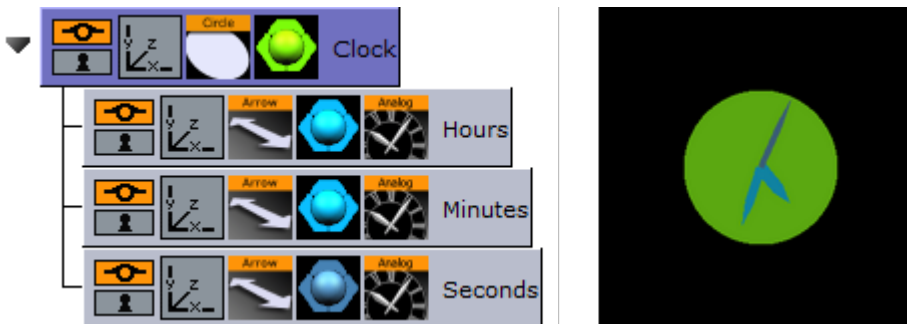 Circle
Clock
Arrow Analog
Hours
Arrow Analog
Minutes
Arrow Analog
Seconds
y z x
y z x
y z x
y z x